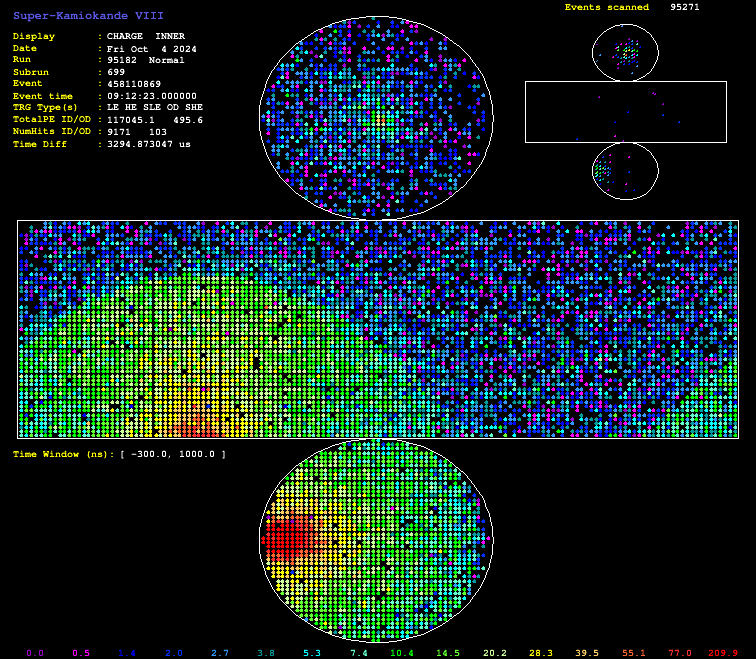 Super-Kamiokande VIII
Events scanned 95271
Display : CHARGE INNER
Date : Fri Oct 4 2024
Run : 95182 Normal
Subrun : 699
Event : 458110869
Event time : 09:12:23.000000
TRG Type(s) : LE HE SLE OD SHE
TotalPE ID/OD : 117045.1 495.6
NumHits ID/OD : 9171 103
Time Diff : 3294.873047 us
Time Window (ns): [ -300.0, 1000.0 ]
0.0 0.5 1.4 2.0 2.7 3.8 5.3 7.4 10.4 14.5 20.2 28.3 39.5 55.1 77.0 209.9